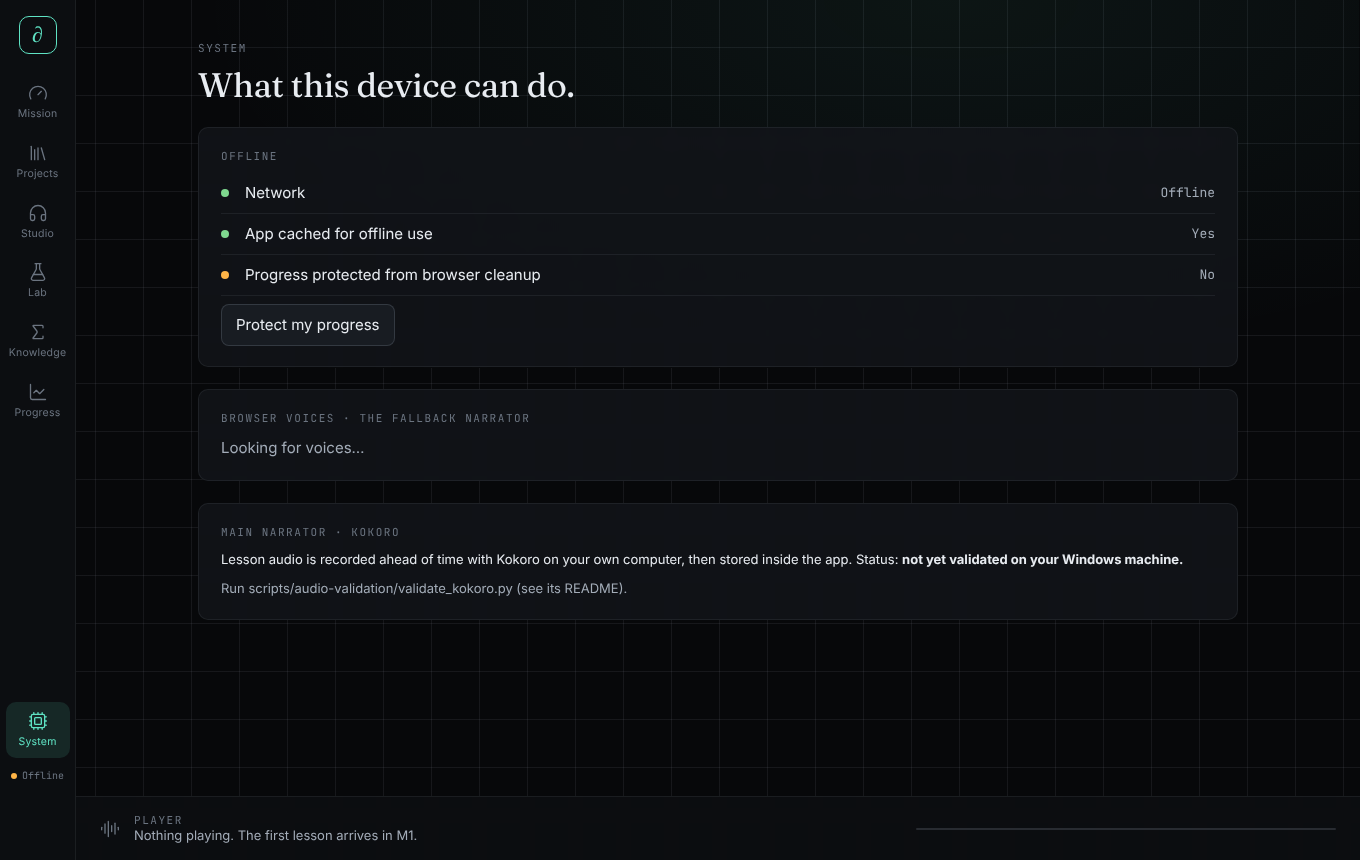 ∂
Mission
Projects
Studio
Lab
Knowledge
Progress
System
Offline
SYSTEM
What this device can do.
OFFLINE
Network Offline
App cached for offline use Yes
Progress protected from browser cleanup No
Protect my progress
BROWSER VOICES · THE FALLBACK NARRATOR
Looking for voices…
MAIN NARRATOR · KOKORO
Lesson audio is recorded ahead of time with Kokoro on your own computer, then stored inside the app. Status: not yet validated on your Windows machine.
Run scripts/audio-validation/validate_kokoro.py (see its README).
PLAYER
Nothing playing. The first lesson arrives in M1.